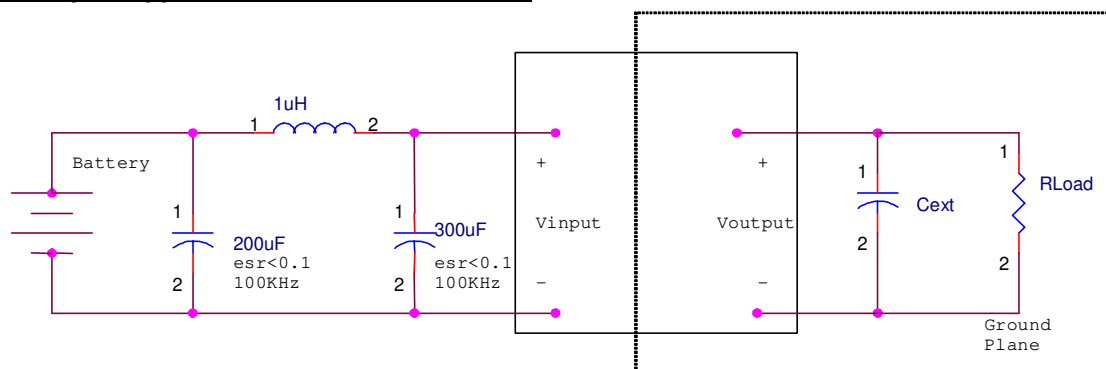 1uH
1 2
Battery
+ +
1
1
1
1
RLoad
Cext
Vinput
Voutput
200uF
esr<0.1
100KHz
300uF
esr<0.1
100KHz
2
2
2
2
- -
Ground
Plane